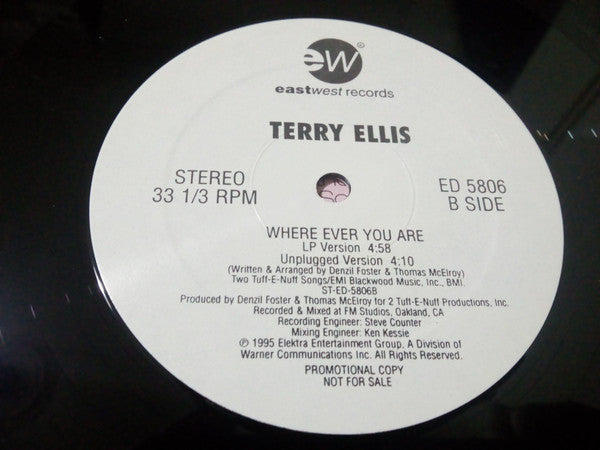 ew
eastwest records
TERRY ELLIS
STEREO
33 1/3 RPM
ED 5806
B SIDE
WHERE EVER YOU ARE
LP Version 4:58
Unplugged Version 4:10
(Written & Arranged by Denzil Foster & Thomas McElroy)
Two Tuff-E-Nuff Songs/EMI Blackwood Music, Inc., BMI.
ST-ED-5806B
Produced by Denzil Foster & Thomas McElroy for 2 Tuff-E-Nuff Productions, Inc.
Recorded & Mixed at FM Studios, Oakland, CA
Recording Engineer: Steve Counter
Mixing Engineer: Ken Kessie
℗ 1995 Elektra Entertainment Group, A Division of
Warner Communications Inc. All Rights Reserved.
PROMOTIONAL COPY
NOT FOR SALE